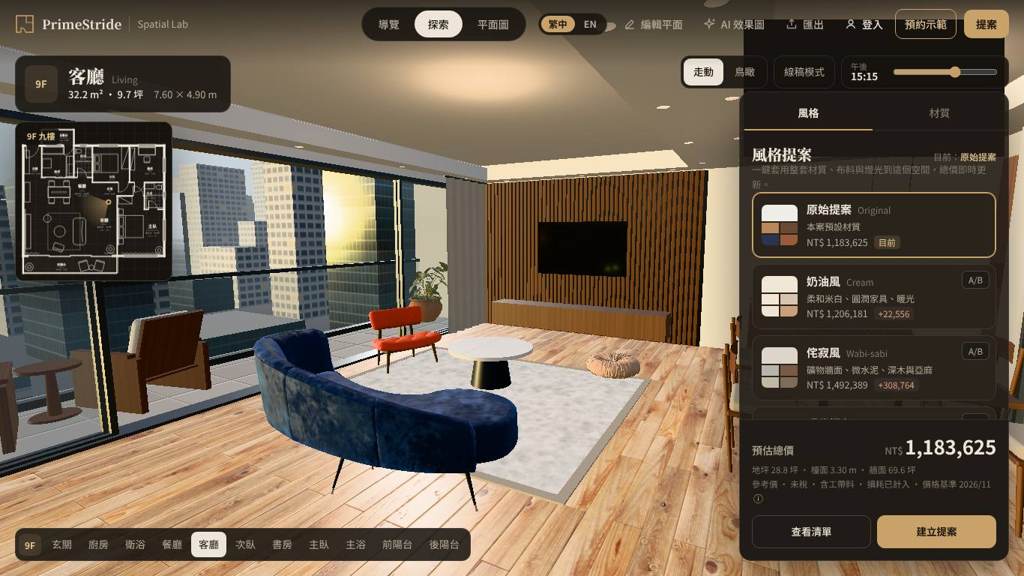 PrimeStride
Spatial Lab
導覽
探索
平面圖
繁中
EN
編輯平面
AI 效果圖
匯出
登入
預約示範
提案
9F
客廳 Living
32.2 m² • 9.7 坪 7.60 × 4.90 m
9F 九樓
走動
鳥瞰
線稿模式
午後
15:15
風格
材質
風格提案
目前：原始提案
一鍵套用整套材質、布料與燈光到這個空間，總價即時更
新。
原始提案 Original
本案預設材質
NT$ 1,183,625 目前
奶油風 Cream
A/B
柔和米白、圓潤家具、暖光
NT$ 1,206,181 +22,556
侘寂風 Wabi-sabi
A/B
礦物牆面、微水泥、深木與亞麻
NT$ 1,492,389 +308,764
預估總價
NT$ 1,183,625
地坪 28.8 坪 • 檐面 3.30 m • 牆面 69.6 坪
參考價 • 未稅 • 含工帶料 • 損耗已計入 • 價格基準 2026/11
查看清單
建立提案
9F
玄關
廚房
衛浴
餐廳
客廳
次臥
書房
主臥
主浴
前陽台
後陽台